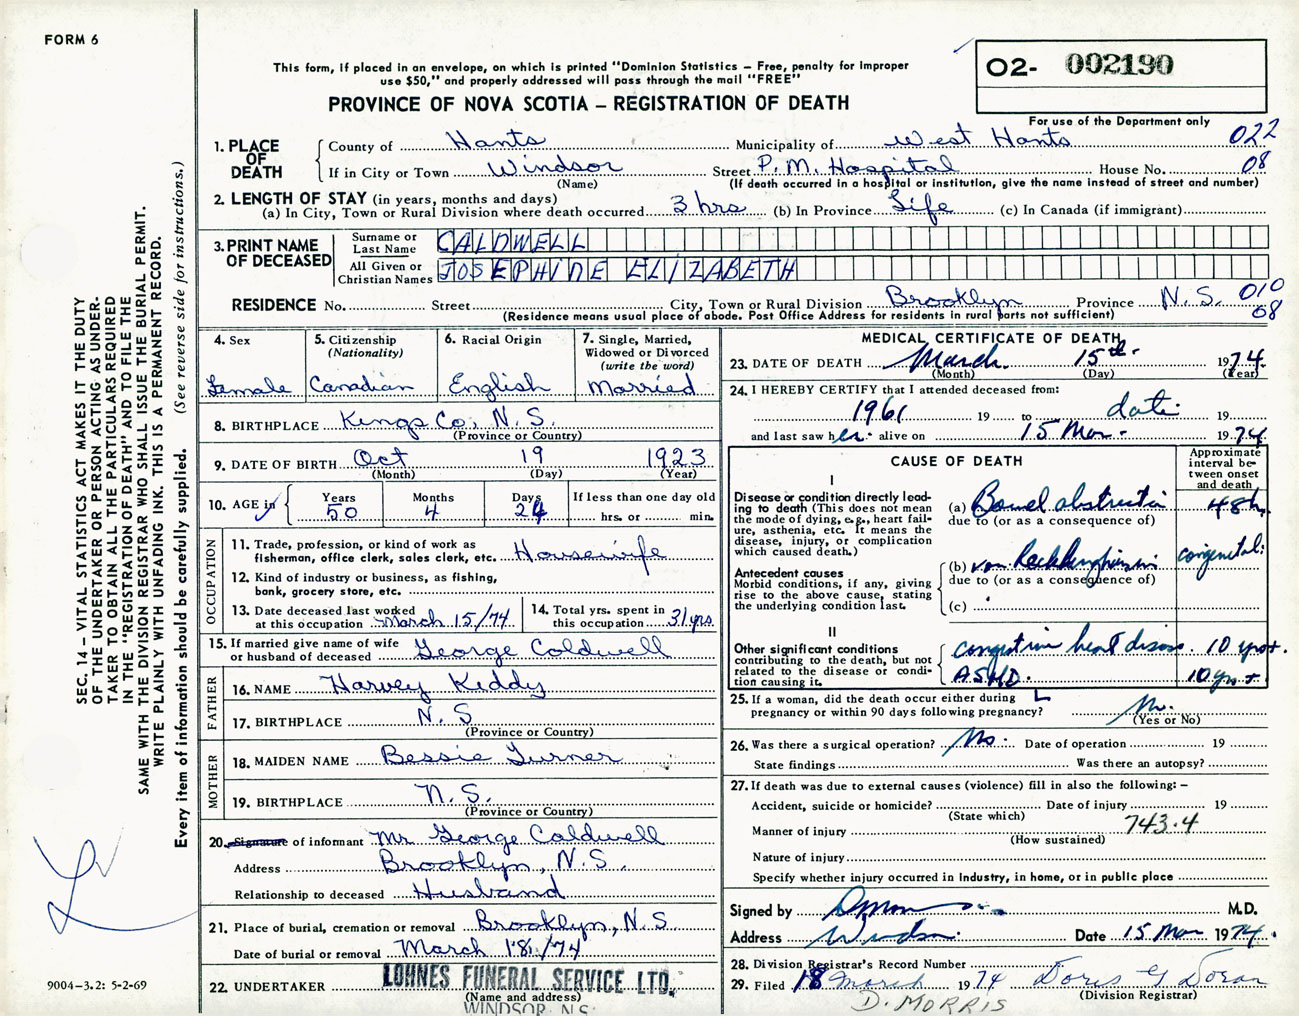 FORM 6
02- 002190
This form, if placed in an envelope, on which is printed "Dominion Statistics – Free, penalty for improper
use $50," and properly addressed will pass through the mail "FREE"
PROVINCE OF NOVA SCOTIA – REGISTRATION OF DEATH
For use of the Department only
1. PLACE OF DEATH
County of Hants Municipality of West Hants 022
If in City or Town Windsor Street P.M. Hospital House No. 08
(Name) (If death occurred in a hospital or institution, give the name instead of street and number)
2. LENGTH OF STAY (in years, months and days)
(a) In City, Town or Rural Division where death occurred 3 hrs (b) In Province Life (c) In Canada (if immigrant)
3. PRINT NAME OF DECEASED
Surname or Last Name CALDWELL
All Given or Christian Names JOSEPHINE ELIZABETH
RESIDENCE No. Street City, Town or Rural Division Brooklyn Province N.S. 010
08
(Residence means usual place of abode. Post Office Address for residents in rural parts not sufficient)
4. Sex Female
5. Citizenship (Nationality) Canadian
6. Racial Origin English
7. Single, Married, Widowed or Divorced (write the word) Married
8. BIRTHPLACE Kings Co, N.S.
(Province or Country)
9. DATE OF BIRTH Oct 19 1923
(Month) (Day) (Year)
10. AGE in Years 50 Months 4 Days 24 If less than one day old hrs. or min.
OCCUPATION
11. Trade, profession, or kind of work as
fisherman, office clerk, sales clerk, etc. Housewife
12. Kind of industry or business, as fishing,
bank, grocery store, etc.
13. Date deceased last worked
at this occupation March 15/74
14. Total yrs. spent in
this occupation 31 yrs
15. If married give name of wife
or husband of deceased George Caldwell
FATHER
16. NAME Harvey Kiddy
17. BIRTHPLACE N.S
(Province or Country)
MOTHER
18. MAIDEN NAME Bessie Turner
19. BIRTHPLACE N.S.
(Province or Country)
20. Signature of informant Mr George Caldwell
Address Brooklyn, N.S.
Relationship to deceased Husband
21. Place of burial, cremation or removal Brooklyn, N.S
Date of burial or removal March 18/74
22. UNDERTAKER LOHNES FUNERAL SERVICE LTD.
(Name and address)
WINDSOR N.S.
MEDICAL CERTIFICATE OF DEATH
23. DATE OF DEATH March 15th 1974
(Month) (Day) (Year)
24. I HEREBY CERTIFY that I attended deceased from:
1961 19 to date 19
and last saw her alive on 15 Mar. 1974
CAUSE OF DEATH
Approximate interval between onset and death
I
Disease or condition directly lead-
ing to death (This does not mean
the mode of dying, e.g., heart fail-
ure, asthenia, etc. It means the
disease, injury, or complication
which caused death.)
(a) Bowel obstruction 48h.
due to (or as a consequence of)
Antecedent causes
Morbid conditions, if any, giving
rise to the above cause, stating
the underlying condition last.
(b) von congenital
due to (or as a consequence of)
(c)
II
Other significant conditions
contributing to the death, but not
related to the disease or condi-
tion causing it.
congestive heart disease 10 yrs+.
ASHD. 10 yr+
25. If a woman, did the death occur either during
pregnancy or within 90 days following pregnancy?
(Yes or No)
26. Was there a surgical operation? No. Date of operation 19
State findings Was there an autopsy?
27. If death was due to external causes (violence) fill in also the following: –
Accident, suicide or homicide? Date of injury 19
(State which)
Manner of injury 743.4
(How sustained)
Nature of injury
Specify whether injury occurred in industry, in home, or in public place
Signed by M.D.
Address Windsor Date 15 Mar 1974.
28. Division Registrar's Record Number
29. Filed 18 March 1974 Doris G Doran
(Division Registrar)
D. MORRIS
SEC. 14 – VITAL STATISTICS ACT MAKES IT THE DUTY
OF THE UNDERTAKER OR PERSON ACTING AS UNDER-
TAKER TO OBTAIN ALL THE PARTICULARS REQUIRED
IN THE "REGISTRATION OF DEATH" AND TO FILE THE
SAME WITH THE DIVISION REGISTRAR WHO SHALL ISSUE THE BURIAL PERMIT.
WRITE PLAINLY WITH UNFADING INK. THIS IS A PERMANENT RECORD.
Every item of information should be carefully supplied. (See reverse side for instructions.)
9004-3.2: 5-2-69